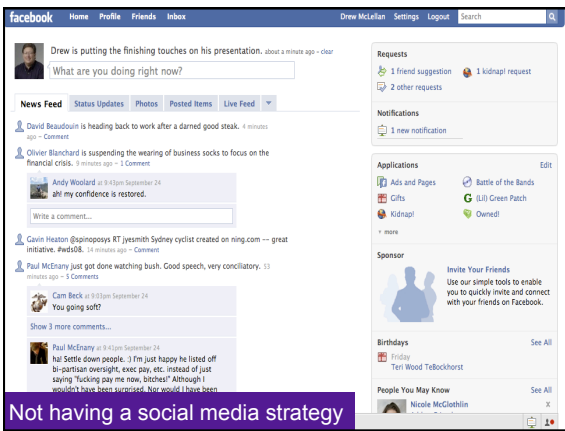 facebook Home Profile Friends Inbox Drew McLellan Settings Logout Search
Drew is putting the finishing touches on his presentation. about a minute ago - clear
What are you doing right now?
News Feed Status Updates Photos Posted Items Live Feed
David Beaudouin is heading back to work after a darned good steak. 4 minutes
ago - Comment
Olivier Blanchard is suspending the wearing of business socks to focus on the
financial crisis. 9 minutes ago - 1 Comment
Andy Woolard at 9:43pm September 24
ah! my confidence is restored.
Write a comment...
Gavin Heaton @spinoposys RT jyesmith Sydney cyclist created on ning.com -- great
initiative. #wds08. 14 minutes ago - Comment
Paul McEnany just got done watching bush. Good speech, very conciliatory. 53
minutes ago - 5 Comments
Cam Beck at 9:03pm September 24
You going soft?
Show 3 more comments...
Paul McEnany at 9:41pm September 24
ha! Settle down people. :) I'm just happy he listed off
bi-partisan oversight, exec pay, etc. instead of just
saying "fucking pay me now, bitches!" Although I
wouldn't have been surprised. Nor would I have been
Not having a social media strategy
Requests
1 friend suggestion 1 kidnap! request
2 other requests
Notifications
1 new notification
Applications Edit
Ads and Pages Battle of the Bands
Gifts (Lil) Green Patch
Kidnap! Owned!
+ more
Sponsor
Invite Your Friends
Use our simple tools to enable
you to quickly invite and connect
with your friends on Facebook.
Birthdays See All
Friday
Teri Wood TeBockhorst
People You May Know See All
Nicole McGlothlin X